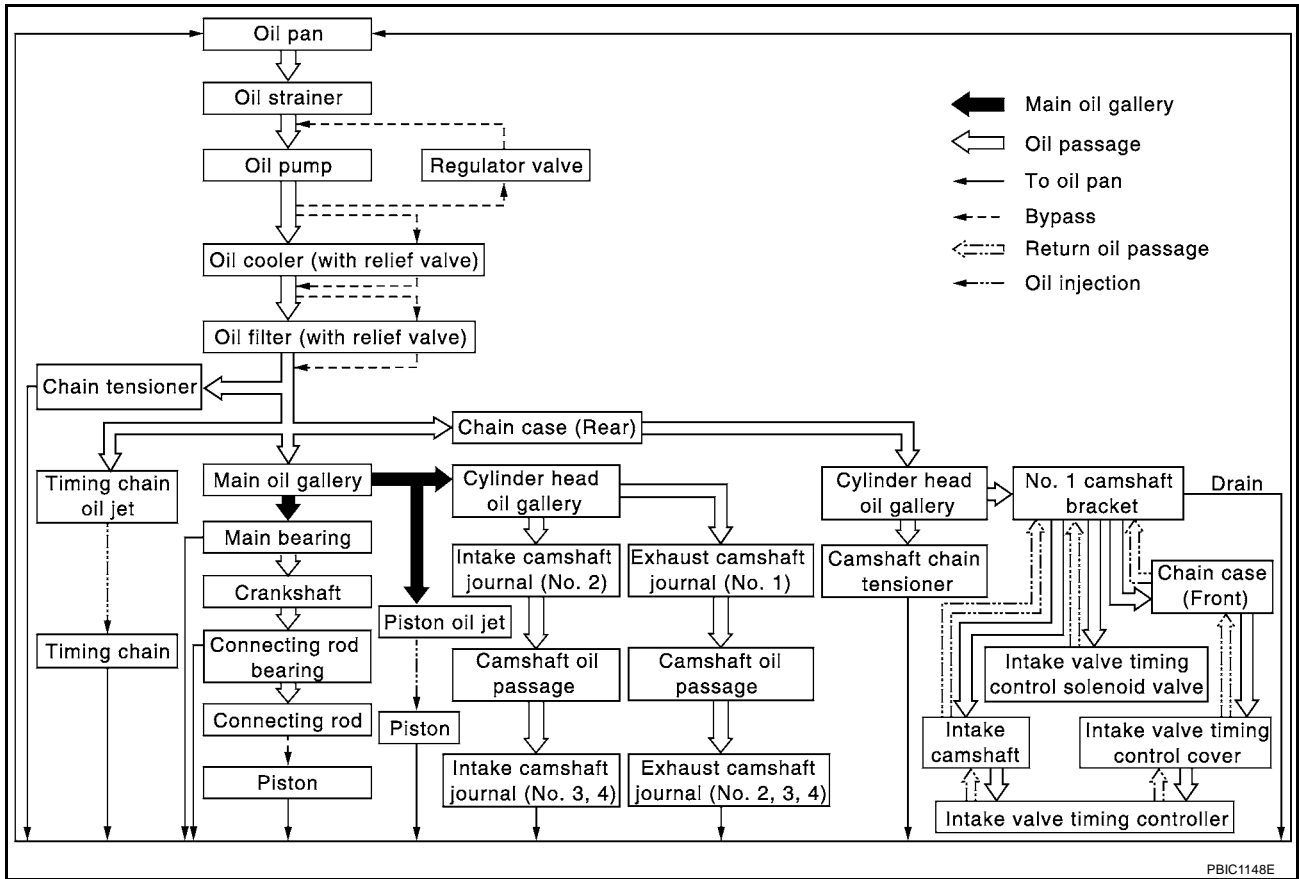 Oil pan
Oil strainer
Oil pump
Regulator valve
Oil cooler (with relief valve)
Oil filter (with relief valve)
Main oil gallery
Oil passage
To oil pan
Bypass
Return oil passage
Oil injection
Chain tensioner
Chain case (Rear)
Timing chain
oil jet
Timing chain
Main oil gallery
Main bearing
Crankshaft
Connecting rod
bearing
Connecting rod
Piston
Piston oil jet
Piston
Cylinder head
oil gallery
Intake camshaft
journal (No. 2)
Camshaft oil
passage
Intake camshaft
journal (No. 3, 4)
Exhaust camshaft
journal (No. 1)
Camshaft oil
passage
Exhaust camshaft
journal (No. 2, 3, 4)
Cylinder head
oil gallery
Camshaft chain
tensioner
No. 1 camshaft
bracket
Drain
Chain case
(Front)
Intake valve timing
control solenoid valve
Intake
camshaft
Intake valve timing
control cover
Intake valve timing controller
PBIC1148E